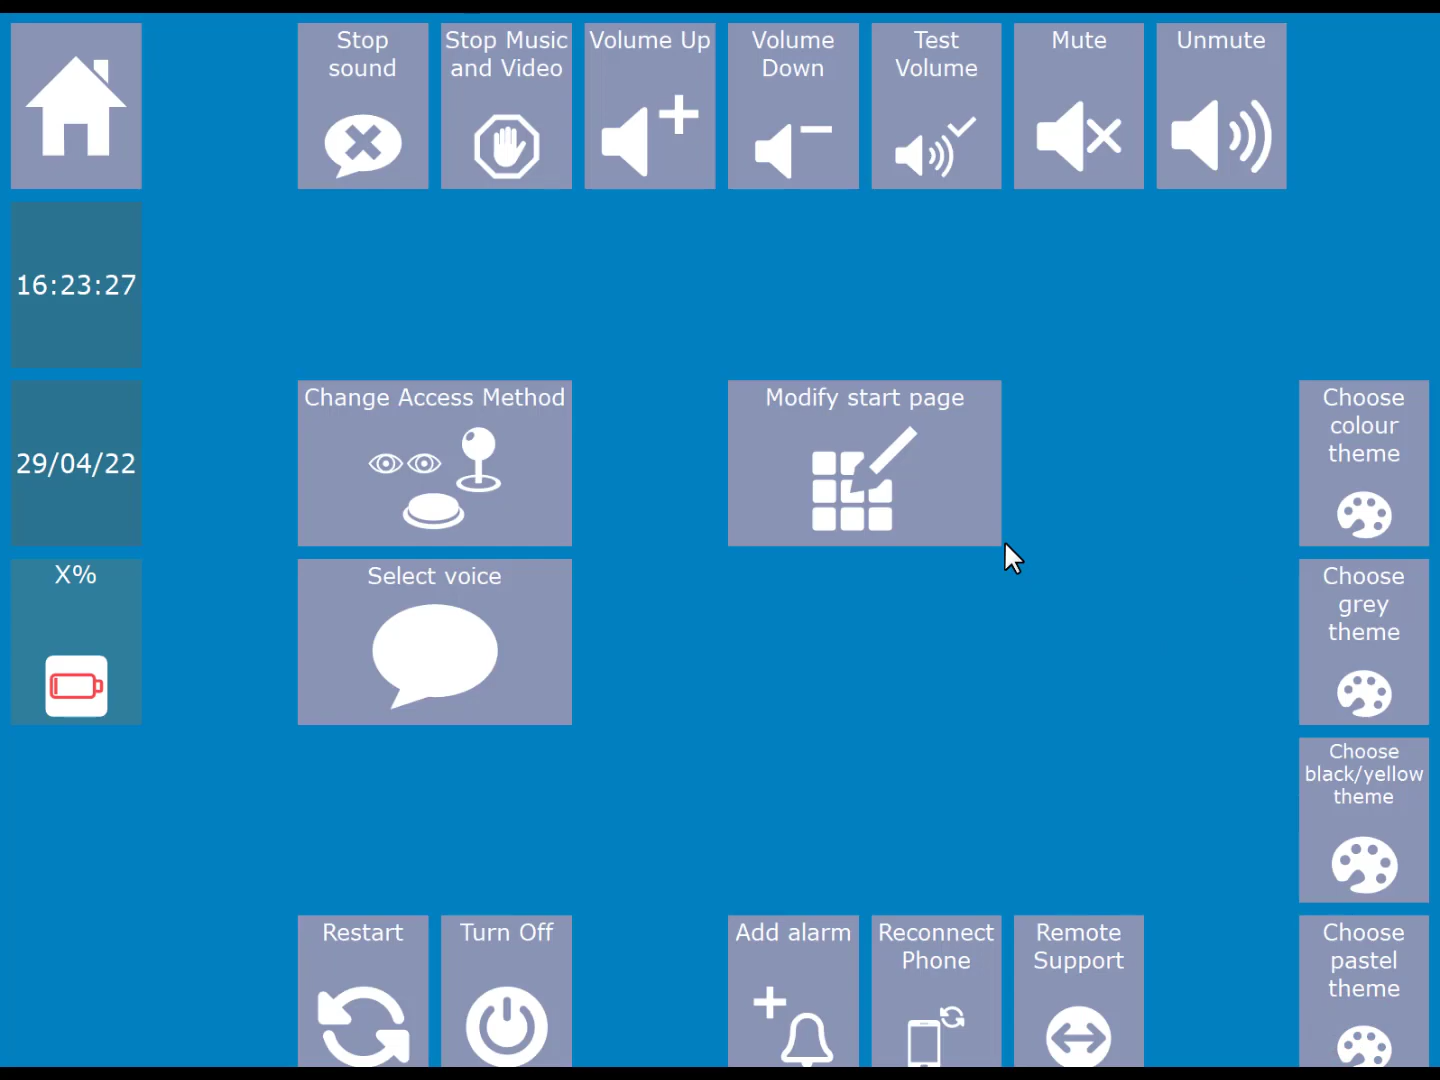 Stop
sound
Stop Music
and Video
Volume Up
Volume
Down
Test
Volume
Mute
Unmute
16:23:27
29/04/22
Change Access Method
Modify start page
Choose
colour
theme
X%
Select voice
Choose
grey
theme
Choose
black/yellow
theme
Restart
Turn Off
Add alarm
Reconnect
Phone
Remote
Support
Choose
pastel
theme